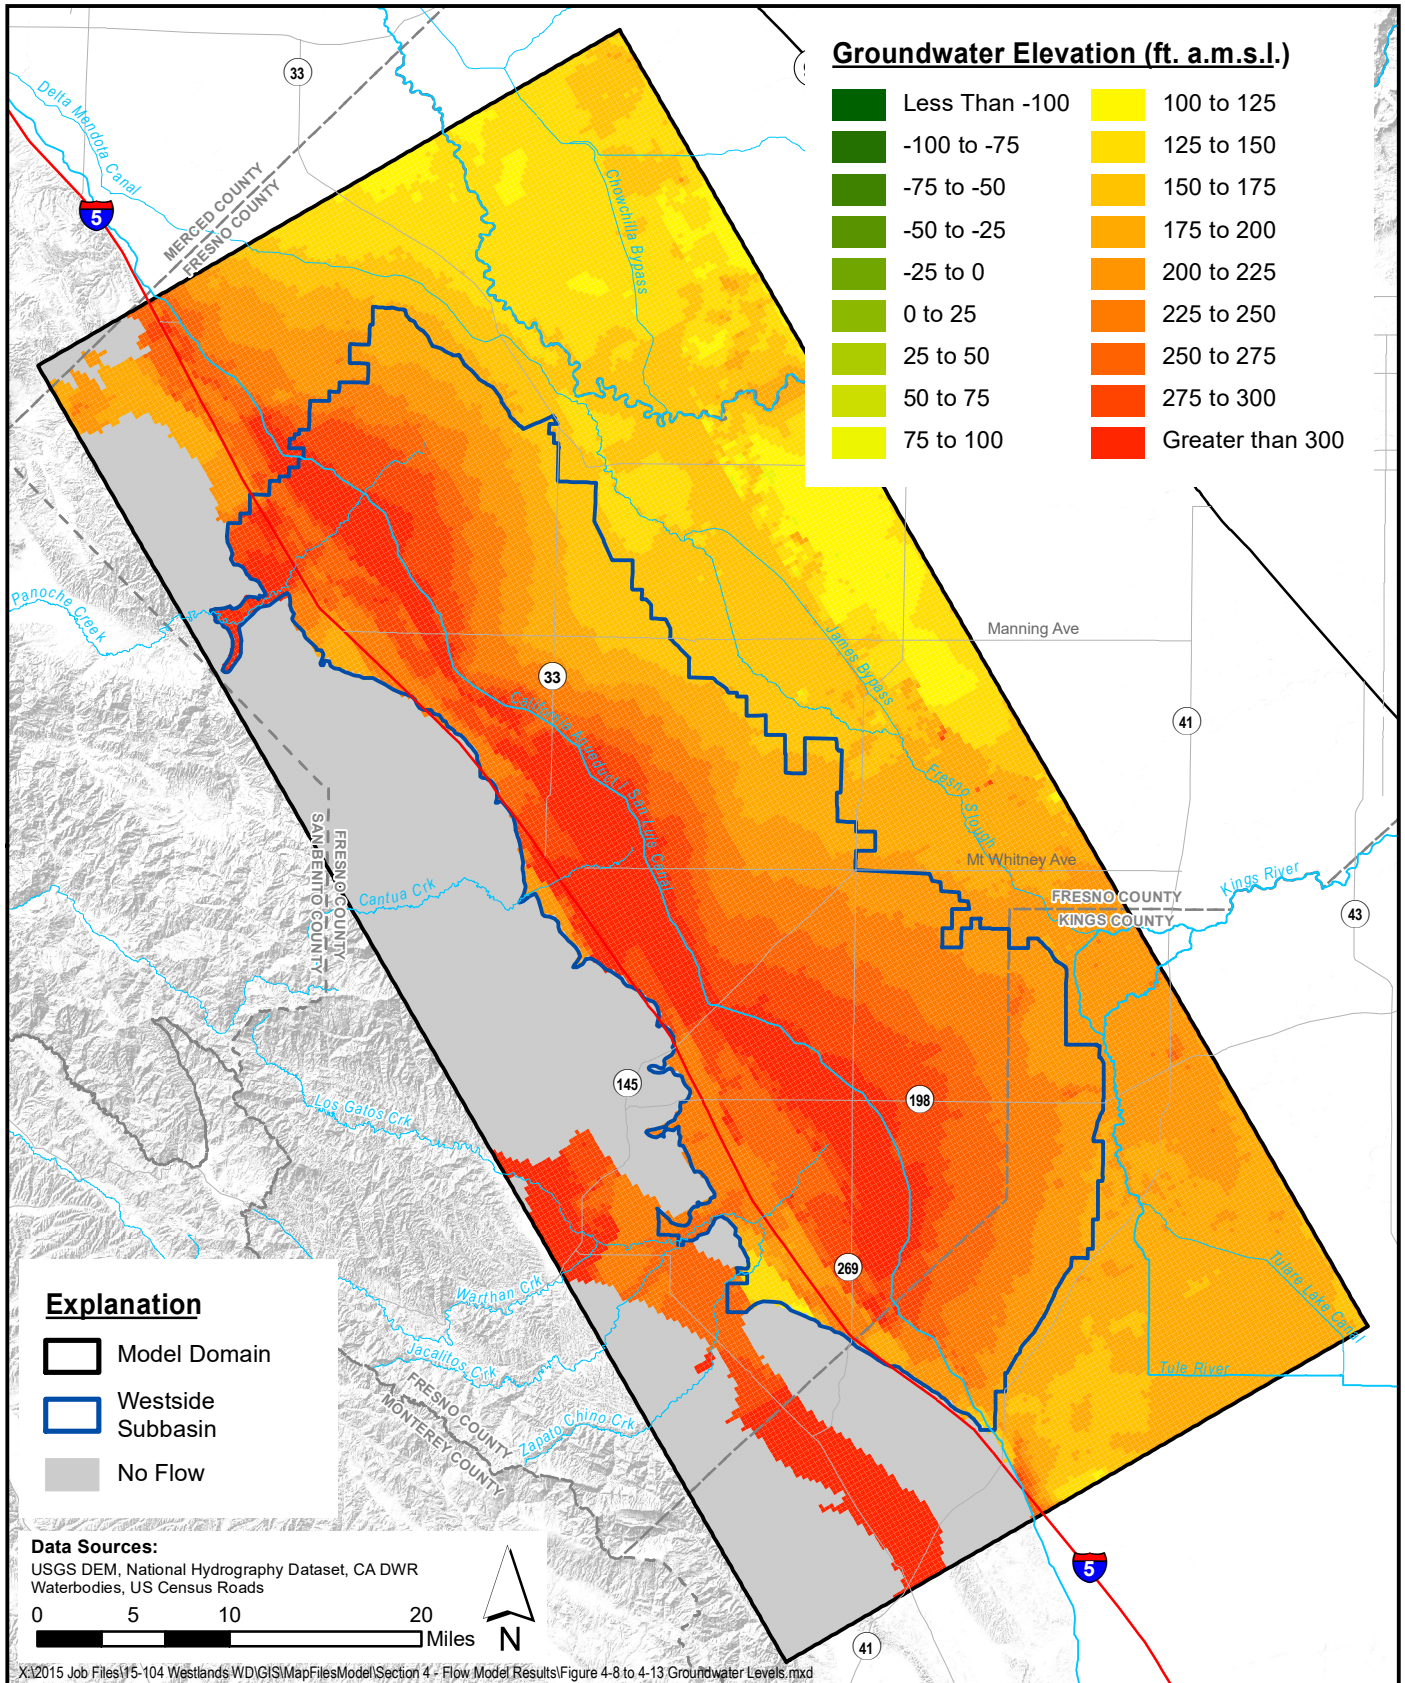 Groundwater Elevation (ft. a.m.s.l.)
Less Than -100
-100 to -75
-75 to -50
-50 to -25
-25 to 0
0 to 25
25 to 50
50 to 75
75 to 100
100 to 125
125 to 150
150 to 175
175 to 200
200 to 225
225 to 250
250 to 275
275 to 300
Greater than 300
33
Delta Mendota Canal
5
MERCED COUNTY
FRESNO COUNTY
Chowchilla Bypass
Panoche Creek
33
Manning Ave
James Bypass
41
California Aqueduct / San Luis Canal
Fresno Slough
SAN BENITO COUNTY
FRESNO COUNTY
Mt Whitney Ave
Kings River
Cantua Crk
FRESNO COUNTY
KINGS COUNTY
43
145
198
Los Gatos Crk
269
Warthan Crk
Tulare Lake Canal
Jacalitos Crk
Tule River
FRESNO COUNTY
MONTEREY COUNTY
Zapato Chino Crk
5
41
Explanation
Model Domain
Westside
Subbasin
No Flow
Data Sources:
USGS DEM, National Hydrography Dataset, CA DWR
Waterbodies, US Census Roads
0 5 10 20
Miles
N
X:\2015 Job Files\15-104 Westlands WD\GIS\MapFilesModel\Section 4 - Flow Model Results\Figure 4-8 to 4-13 Groundwater Levels.mxd